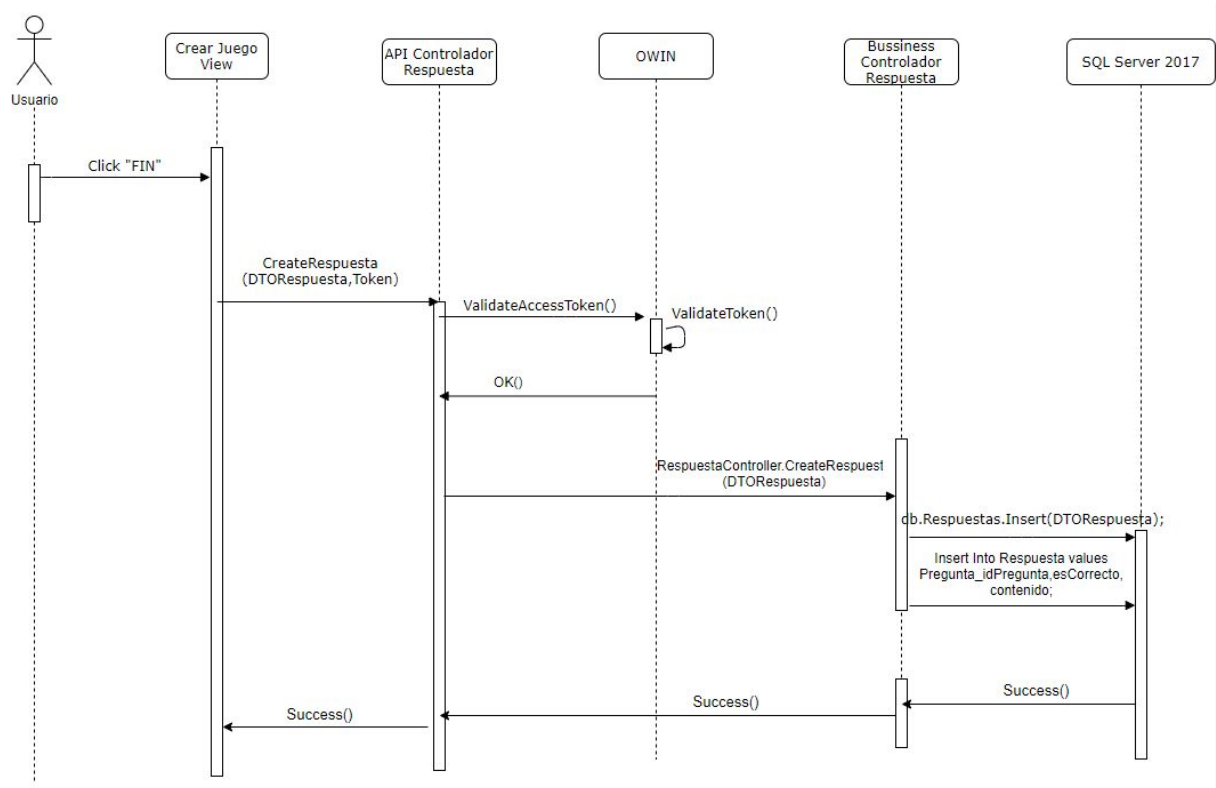 Usuario
Crear Juego
View
API Controlador
Respuesta
OWIN
Bussiness
Controlador
Respuesta
SQL Server 2017
Click "FIN"
CreateRespuesta
(DTORespuesta,Token)
ValidateAccessToken()
ValidateToken()
OK()
RespuestaController.CreateRespuest
(DTORespuesta)
db.Respuestas.Insert(DTORespuesta);
Insert Into Respuesta values
Pregunta_idPregunta,esCorrecto,
contenido;
Success()
Success()
Success()